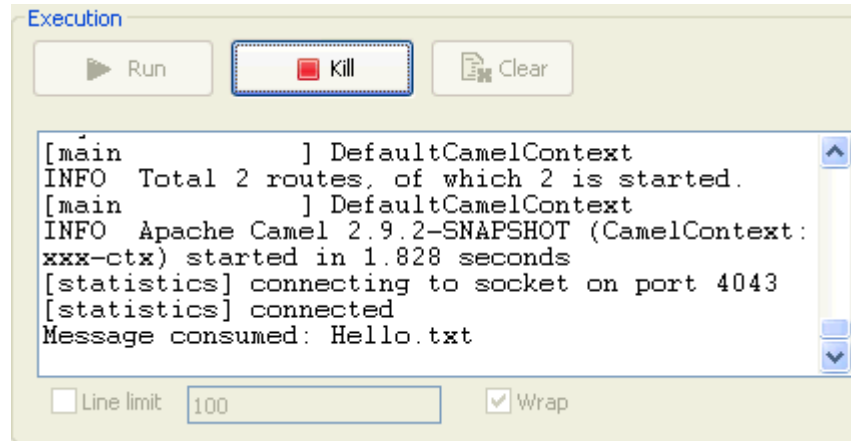 Execution
Run Kill Clear
[main ] DefaultCamelContext
INFO Total 2 routes, of which 2 is started.
[main ] DefaultCamelContext
INFO Apache Camel 2.9.2-SNAPSHOT (CamelContext:
xxx-ctx) started in 1.828 seconds
[statistics] connecting to socket on port 4043
[statistics] connected
Message consumed: Hello.txt
Line limit 100 Wrap